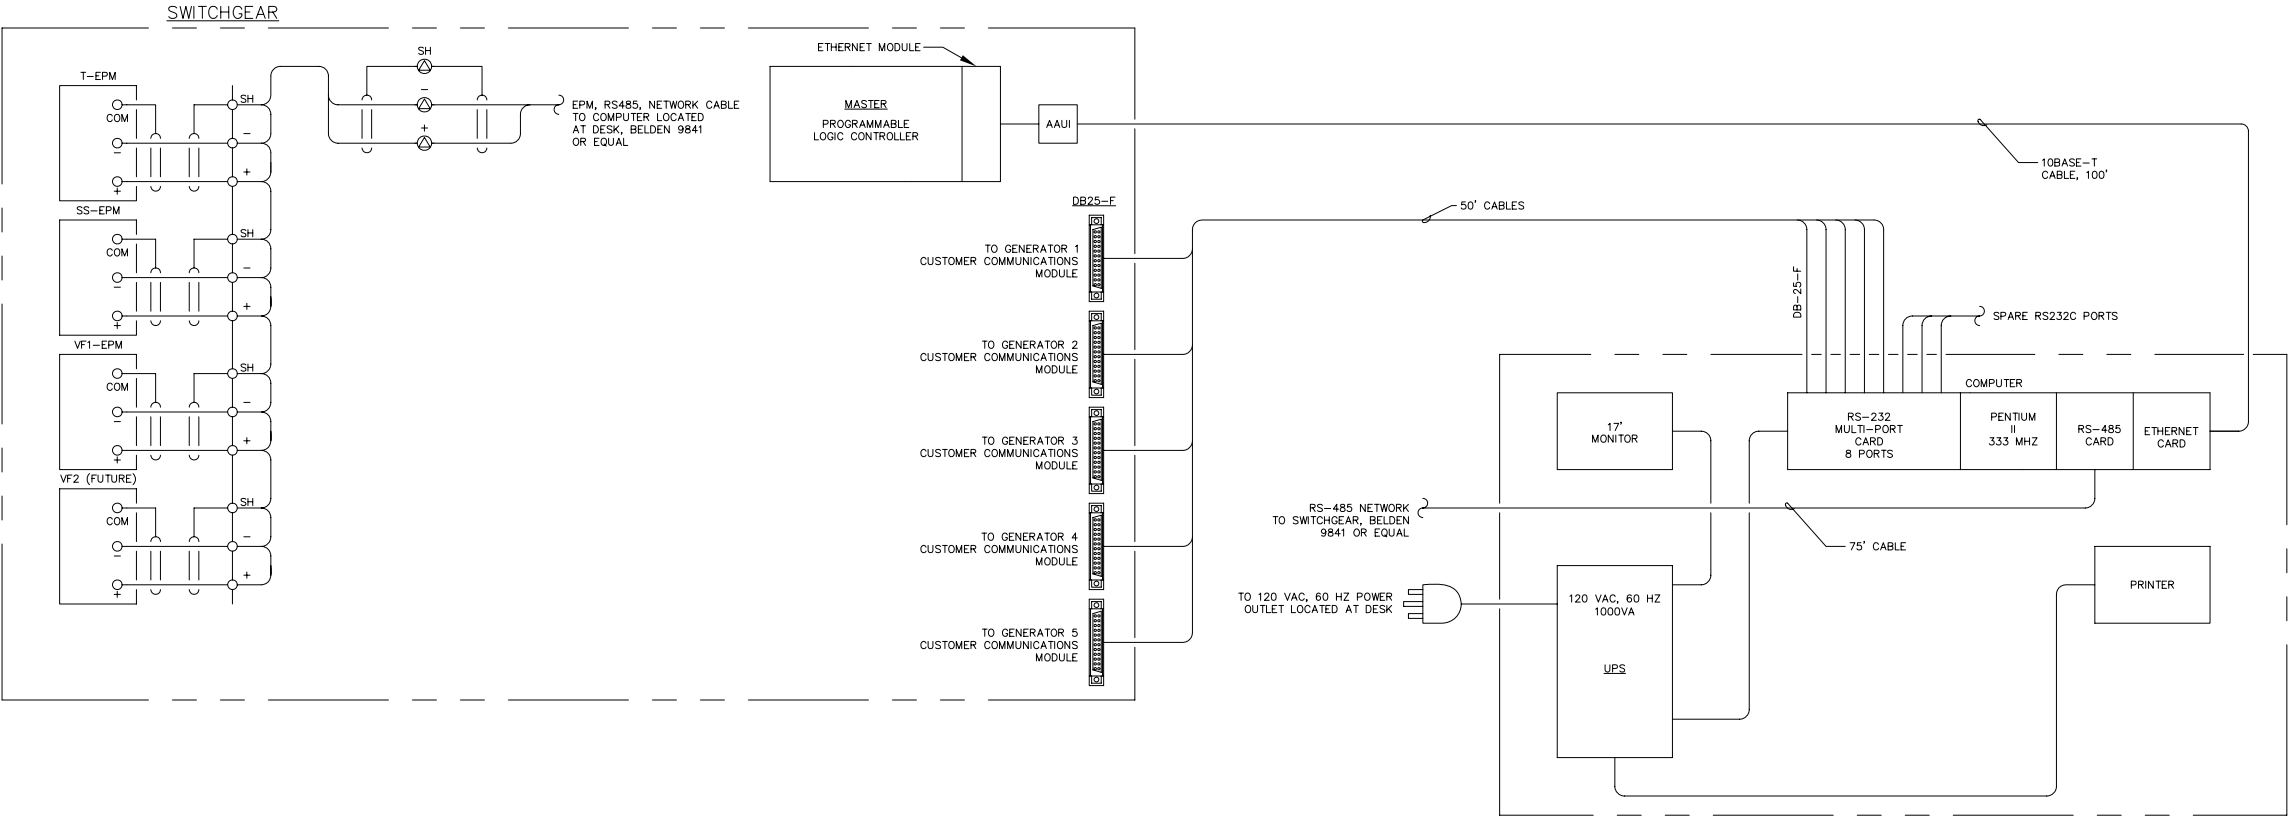 SWITCHGEAR
T-EPM
COM
-
+
SH
-
+
SS-EPM
COM
-
+
SH
-
+
VF1-EPM
COM
-
+
SH
-
+
VF2 (FUTURE)
COM
-
+
SH
-
+
SH
-
+
EPM, RS485, NETWORK CABLE
TO COMPUTER LOCATED
AT DESK, BELDEN 9841
OR EQUAL
ETHERNET MODULE
MASTER
PROGRAMMABLE
LOGIC CONTROLLER
AAUI
10BASE-T
CABLE, 100'
DB25-F
TO GENERATOR 1
CUSTOMER COMMUNICATIONS
MODULE
TO GENERATOR 2
CUSTOMER COMMUNICATIONS
MODULE
TO GENERATOR 3
CUSTOMER COMMUNICATIONS
MODULE
TO GENERATOR 4
CUSTOMER COMMUNICATIONS
MODULE
TO GENERATOR 5
CUSTOMER COMMUNICATIONS
MODULE
50' CABLES
DB-25-F
SPARE RS232C PORTS
COMPUTER
RS-232
MULTI-PORT
CARD
8 PORTS
PENTIUM
II
333 MHZ
RS-485
CARD
ETHERNET
CARD
17'
MONITOR
RS-485 NETWORK
TO SWITCHGEAR, BELDEN
9841 OR EQUAL
75' CABLE
TO 120 VAC, 60 HZ POWER
OUTLET LOCATED AT DESK
120 VAC, 60 HZ
1000VA
UPS
PRINTER